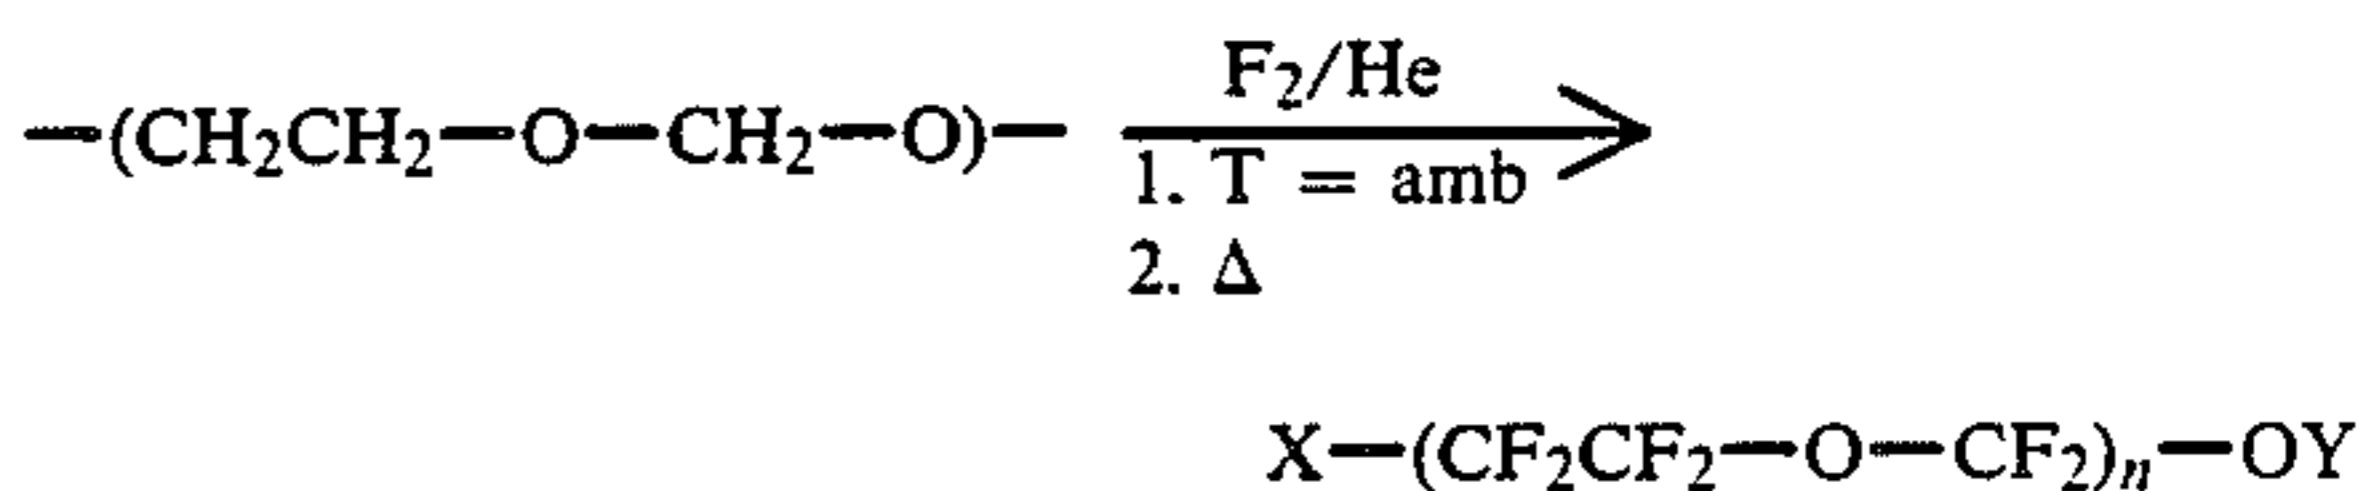 F₂/He
—(CH₂CH₂—O—CH₂—O)—
1. T = amb
2. Δ
X—(CF₂CF₂—O—CF₂)ₙ—OY